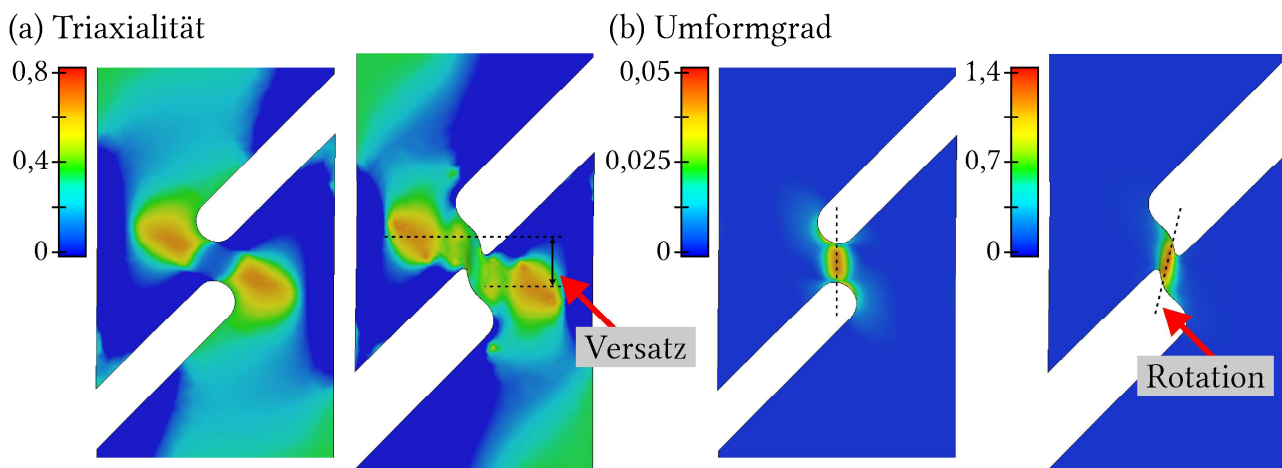 (a) Triaxialität
(b) Umformgrad
0,8
0,4
0
0,05
0,025
0
1,4
0,7
0
Versatz
Rotation